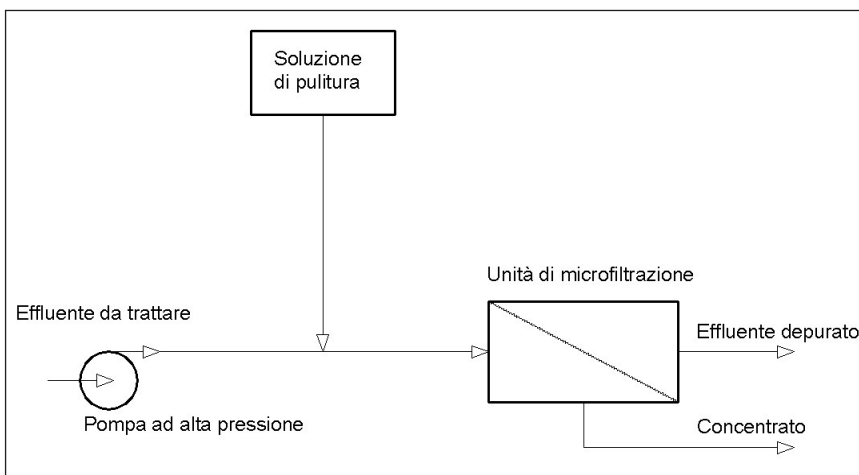 Soluzione
di pulitura
Unità di microfiltrazione
Effluente da trattare
Effluente depurato
Pompa ad alta pressione
Concentrato